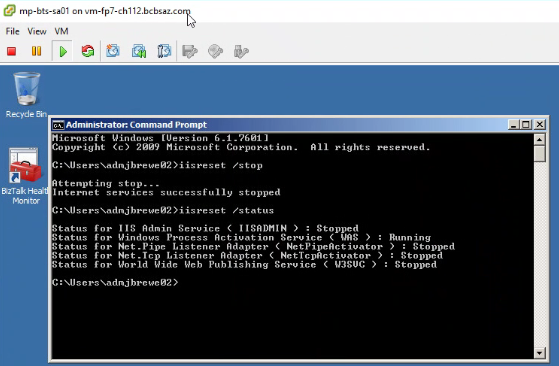 mp-bts-sa01 on vm-fp7-ch112.bcbsaz.com
File View VM
Recycle Bin
BizTalk Health
Monitor
Administrator: Command Prompt
Microsoft Windows [Version 6.1.7601]
Copyright (c) 2009 Microsoft Corporation. All rights reserved.
C:\Users\admjbrewe02>iisreset /stop
Attempting stop...
Internet services successfully stopped
C:\Users\admjbrewe02>iisreset /status
Status for IIS Admin Service ( IISADMIN ) : Stopped
Status for Windows Process Activation Service ( WAS ) : Running
Status for Net.Pipe Listener Adapter ( NetPipeActivator ) : Stopped
Status for Net.Tcp Listener Adapter ( NetTcpActivator ) : Stopped
Status for World Wide Web Publishing Service ( W3SVC ) : Stopped
C:\Users\admjbrewe02>